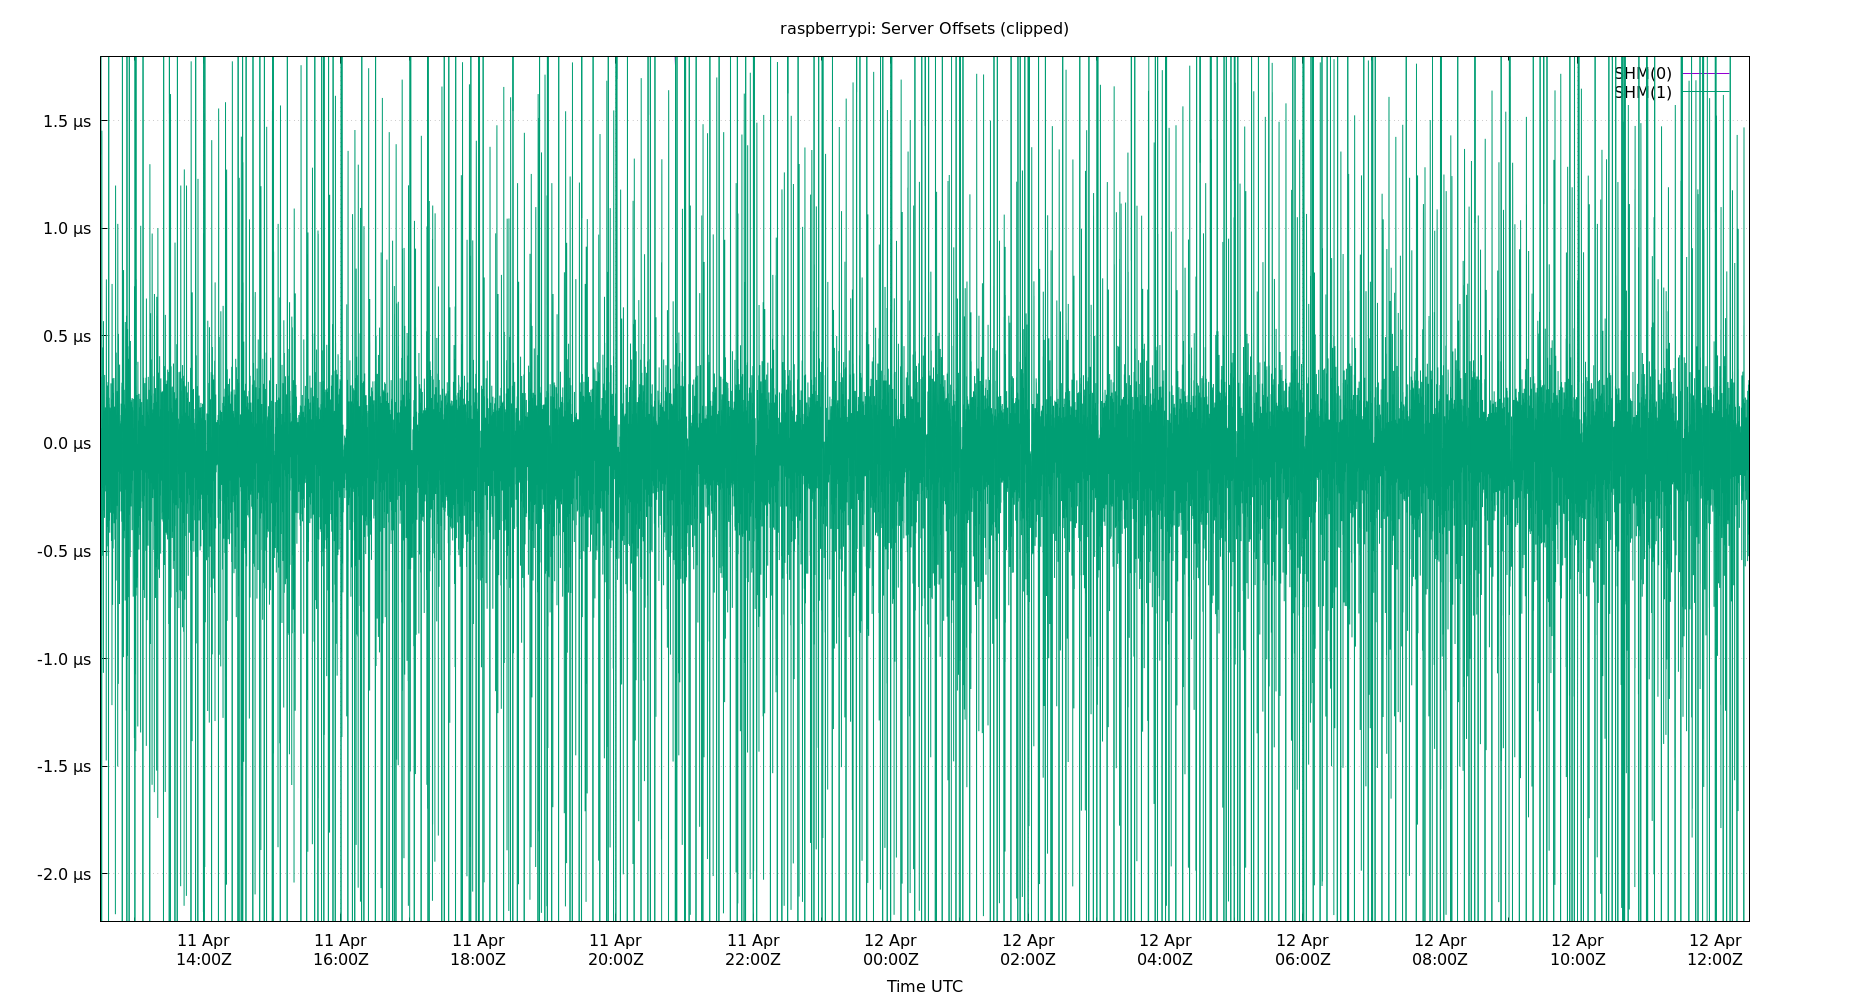 raspberrypi: Server Offsets (clipped)
SHM(0)
SHM(1)
1.5 µs
1.0 µs
0.5 µs
0.0 µs
-0.5 µs
-1.0 µs
-1.5 µs
-2.0 µs
11 Apr 11 Apr 11 Apr 11 Apr 11 Apr 12 Apr 12 Apr 12 Apr 12 Apr 12 Apr 12 Apr 12 Apr
14:00Z 16:00Z 18:00Z 20:00Z 22:00Z 00:00Z 02:00Z 04:00Z 06:00Z 08:00Z 10:00Z 12:00Z
Time UTC